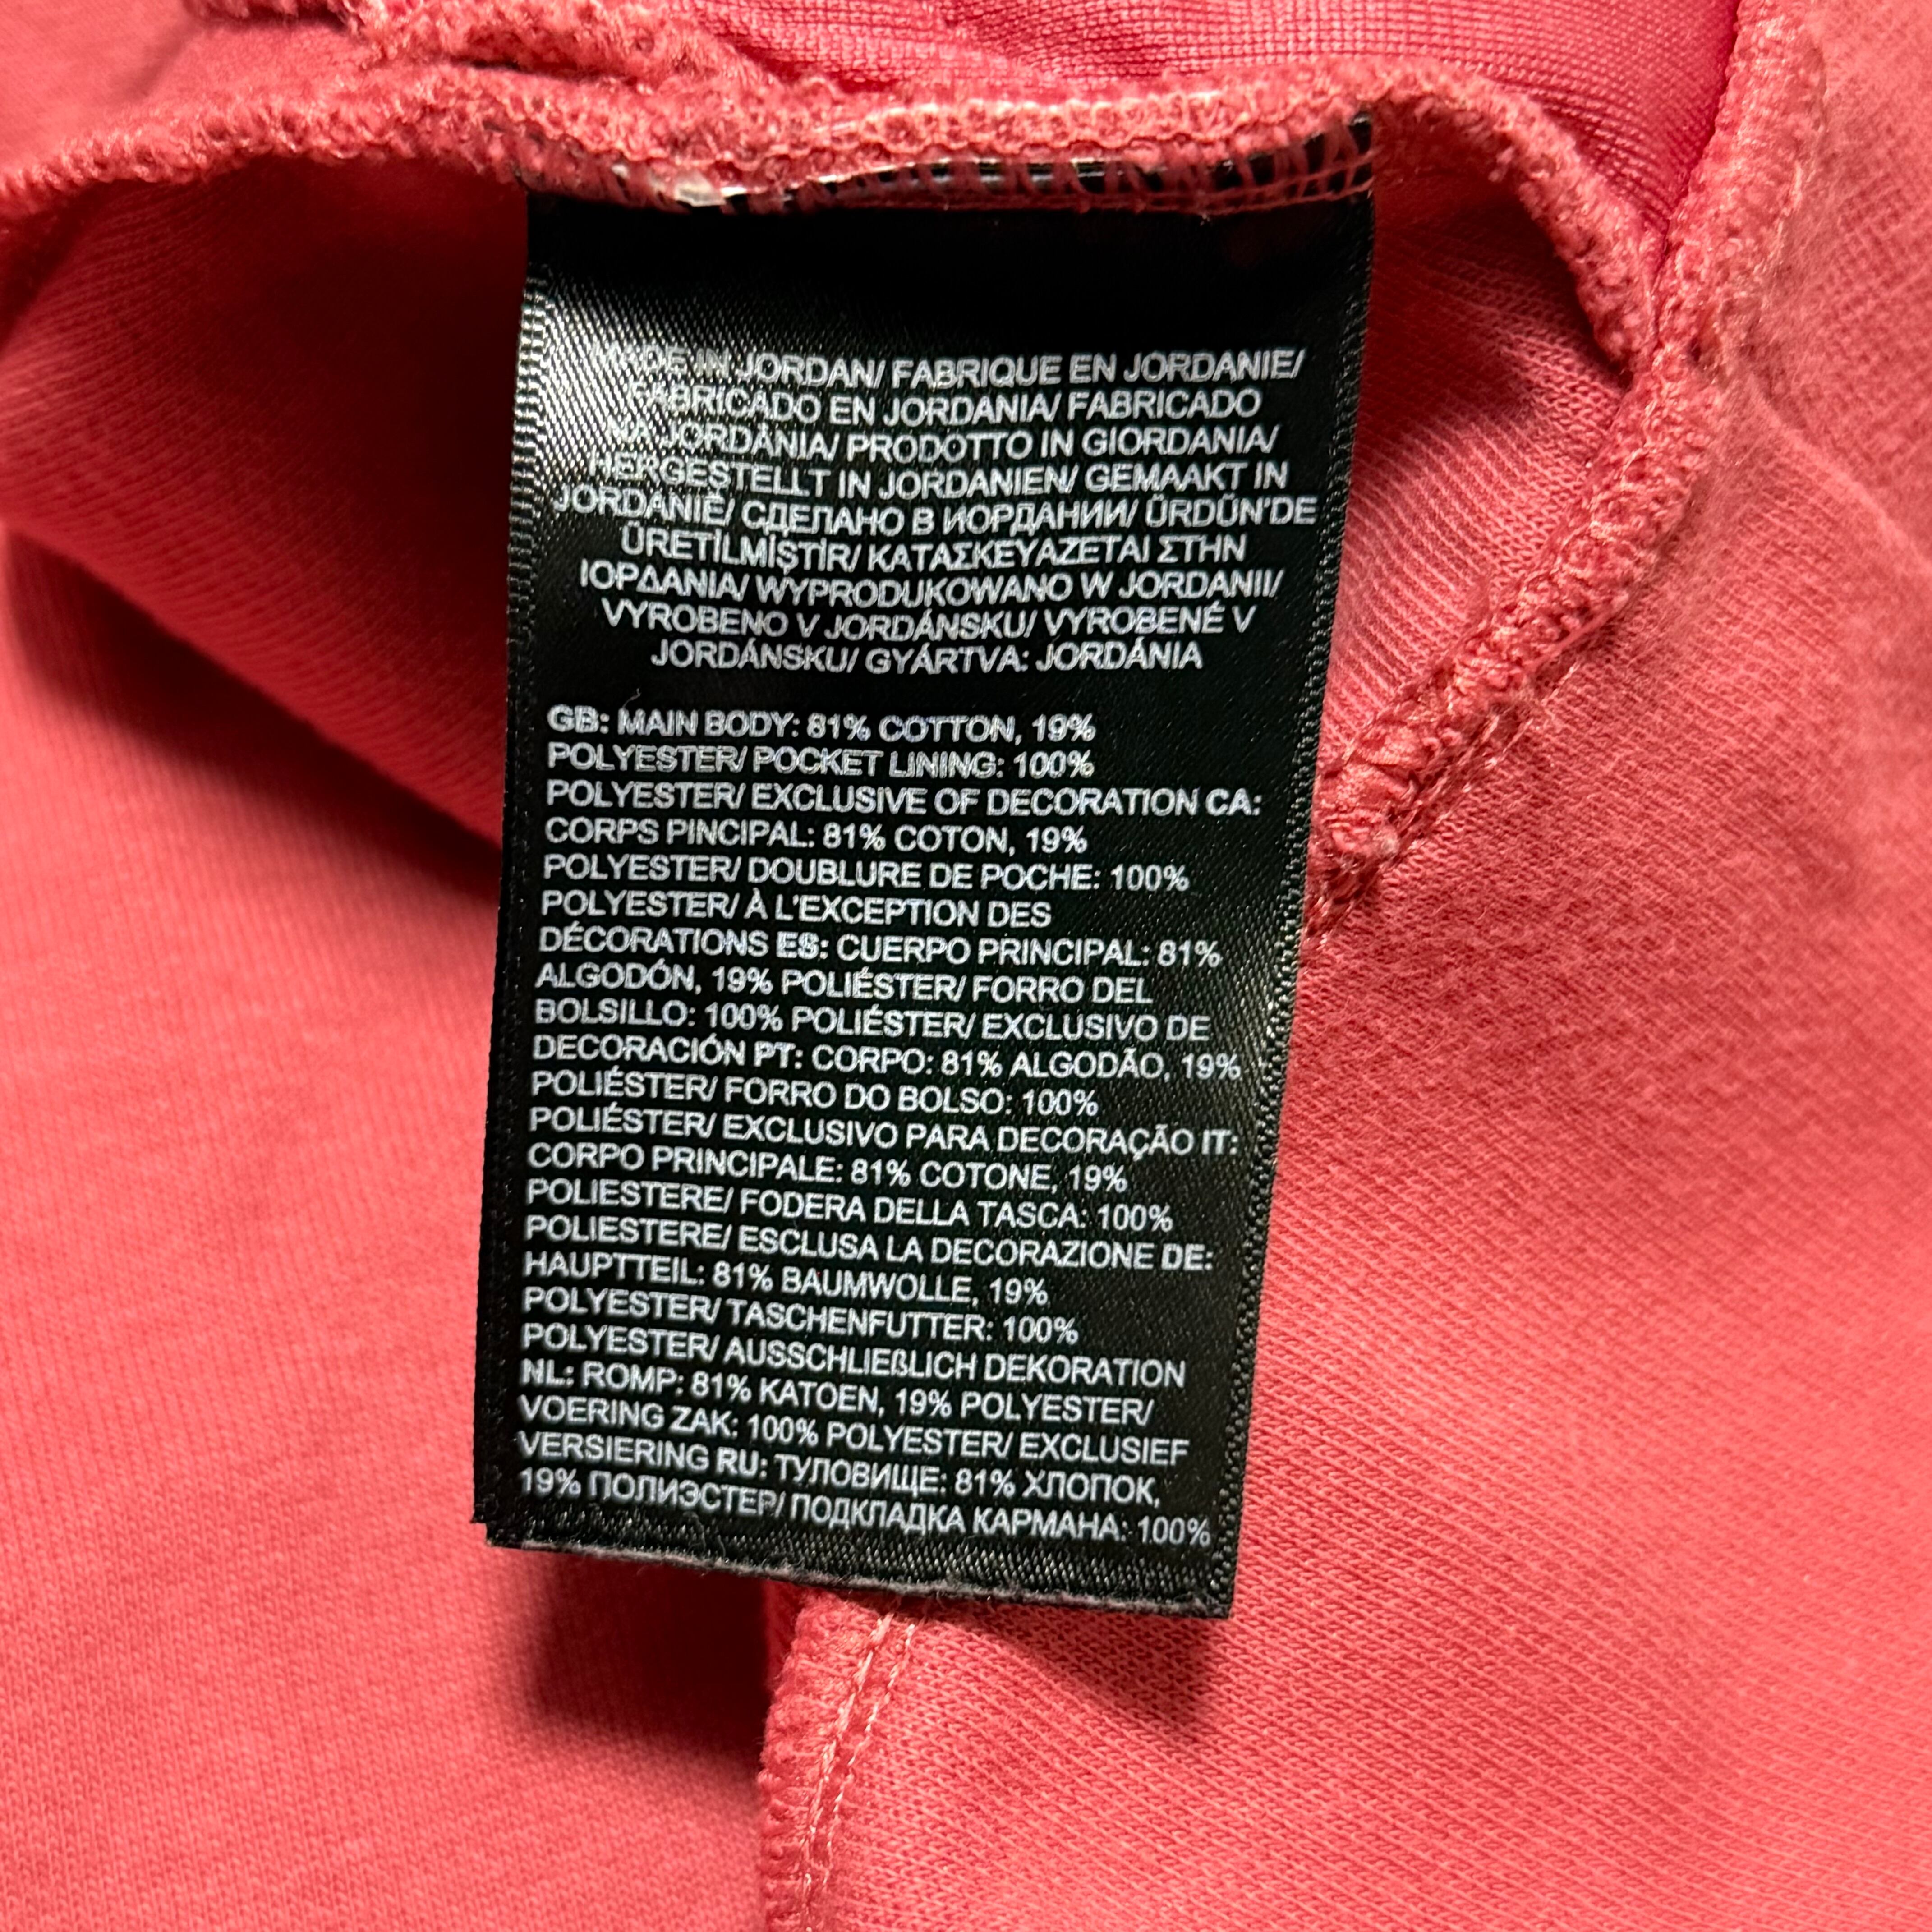 MADE IN JORDAN/ FABRIQUE EN JORDANIE/
FABRICADO EN JORDANIA/ FABRICADO
NA JORDÂNIA/ PRODOTTO IN GIORDANIA/
HERGESTELLT IN JORDANIEN/ GEMAAKT IN
JORDANIË/ СДЕЛАНО В ИОРДАНИИ/ ÜRDÜN'DE
ÜRETİLMİŞTİR/ ΚΑΤΑΣΚΕΥΑΖΕΤΑΙ ΣΤΗΝ
ΙΟΡΔΑΝΙΑ/ WYPRODUKOWANO W JORDANII/
VYROBENO V JORDÁNSKU/ VYROBENÉ V
JORDÁNSKU/ GYÁRTVA: JORDÁNIA
GB: MAIN BODY: 81% COTTON, 19%
POLYESTER/ POCKET LINING: 100%
POLYESTER/ EXCLUSIVE OF DECORATION CA:
CORPS PINCIPAL: 81% COTON, 19%
POLYESTER/ DOUBLURE DE POCHE: 100%
POLYESTER/ À L'EXCEPTION DES
DÉCORATIONS ES: CUERPO PRINCIPAL: 81%
ALGODÓN, 19% POLIÉSTER/ FORRO DEL
BOLSILLO: 100% POLIÉSTER/ EXCLUSIVO DE
DECORACIÓN PT: CORPO: 81% ALGODÃO, 19%
POLIÉSTER/ FORRO DO BOLSO: 100%
POLIÉSTER/ EXCLUSIVO PARA DECORAÇÃO IT:
CORPO PRINCIPALE: 81% COTONE, 19%
POLIESTERE/ FODERA DELLA TASCA: 100%
POLIESTERE/ ESCLUSA LA DECORAZIONE DE:
HAUPTTEIL: 81% BAUMWOLLE, 19%
POLYESTER/ TASCHENFUTTER: 100%
POLYESTER/ AUSSCHLIEßLICH DEKORATION
NL: ROMP: 81% KATOEN, 19% POLYESTER/
VOERING ZAK: 100% POLYESTER/ EXCLUSIEF
VERSIERING RU: ТУЛОВИЩЕ: 81% ХЛОПОК,
19% ПОЛИЭСТЕР/ ПОДКЛАДКА КАРМАНА: 100%